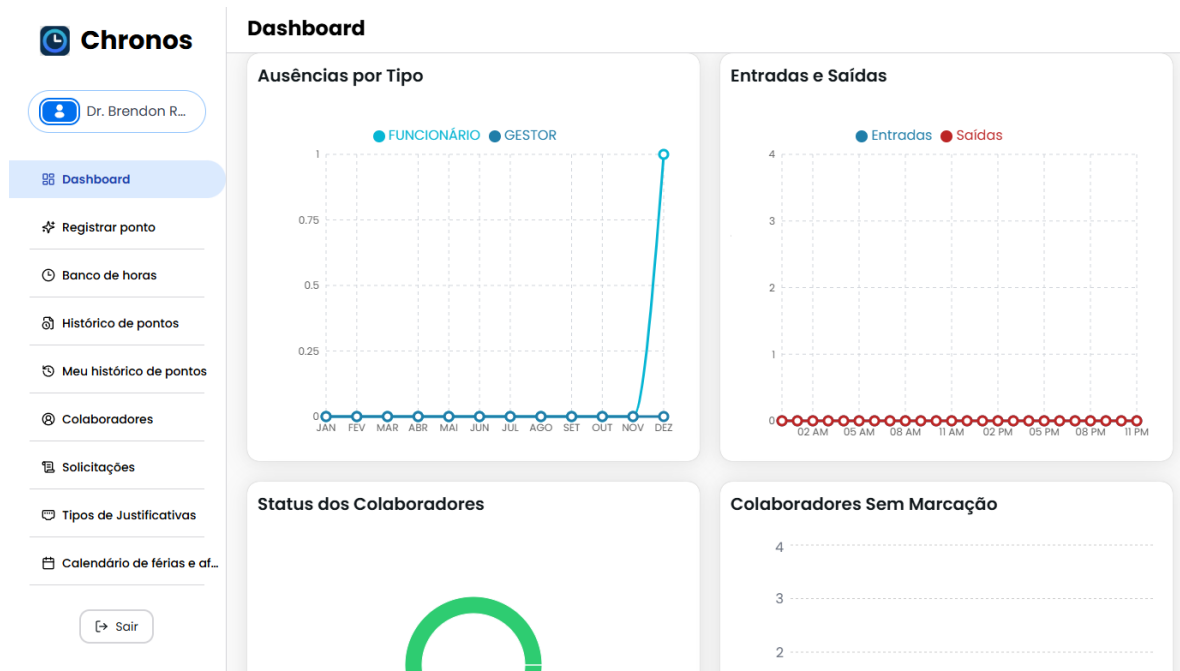 Chronos
Dr. Brendon R...
Dashboard
Registrar ponto
Banco de horas
Histórico de pontos
Meu histórico de pontos
Colaboradores
Solicitações
Tipos de Justificativas
Calendário de férias e af...
Sair
Dashboard
Ausências por Tipo
FUNCIONÁRIO GESTOR
1
0.75
0.5
0.25
0
JAN FEV MAR ABR MAI JUN JUL AGO SET OUT NOV DEZ
Entradas e Saídas
Entradas Saídas
4
3
2
1
0
02 AM 05 AM 08 AM 11 AM 02 PM 05 PM 08 PM 11 PM
Status dos Colaboradores
Colaboradores Sem Marcação
4
3
2